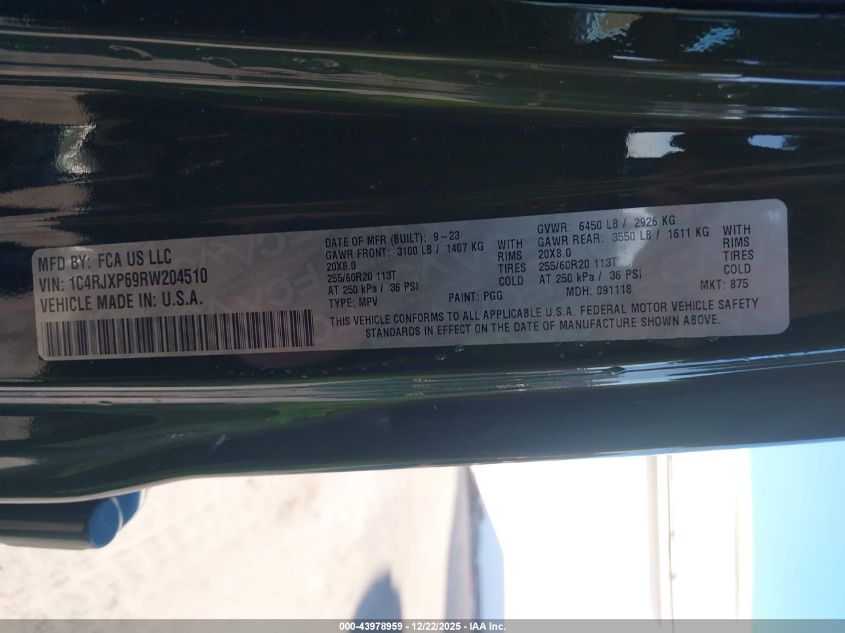 MFD BY: FCA US LLC
VIN: 1C4RJXP69RW204510
VEHICLE MADE IN: U.S.A.
DATE OF MFR (BUILT): 9-23
GAWR FRONT: 3100 LB / 1407 KG WITH
20X8.0 RIMS
255/60R20 113T TIRES
AT 250 kPa / 36 PSI COLD
TYPE: MPV
PAINT: PGG
GVWR: 6450 LB / 2926 KG
GAWR REAR: 3550 LB / 1611 KG WITH
20X8.0 RIMS
255/60R20 113T TIRES
AT 250 kPa / 36 PSI COLD
MDH: 091118
MKT: 875
THIS VEHICLE CONFORMS TO ALL APPLICABLE U.S.A. FEDERAL MOTOR VEHICLE SAFETY
STANDARDS IN EFFECT ON THE DATE OF MANUFACTURE SHOWN ABOVE.
000-43978959 - 12/22/2025 - IAA Inc.